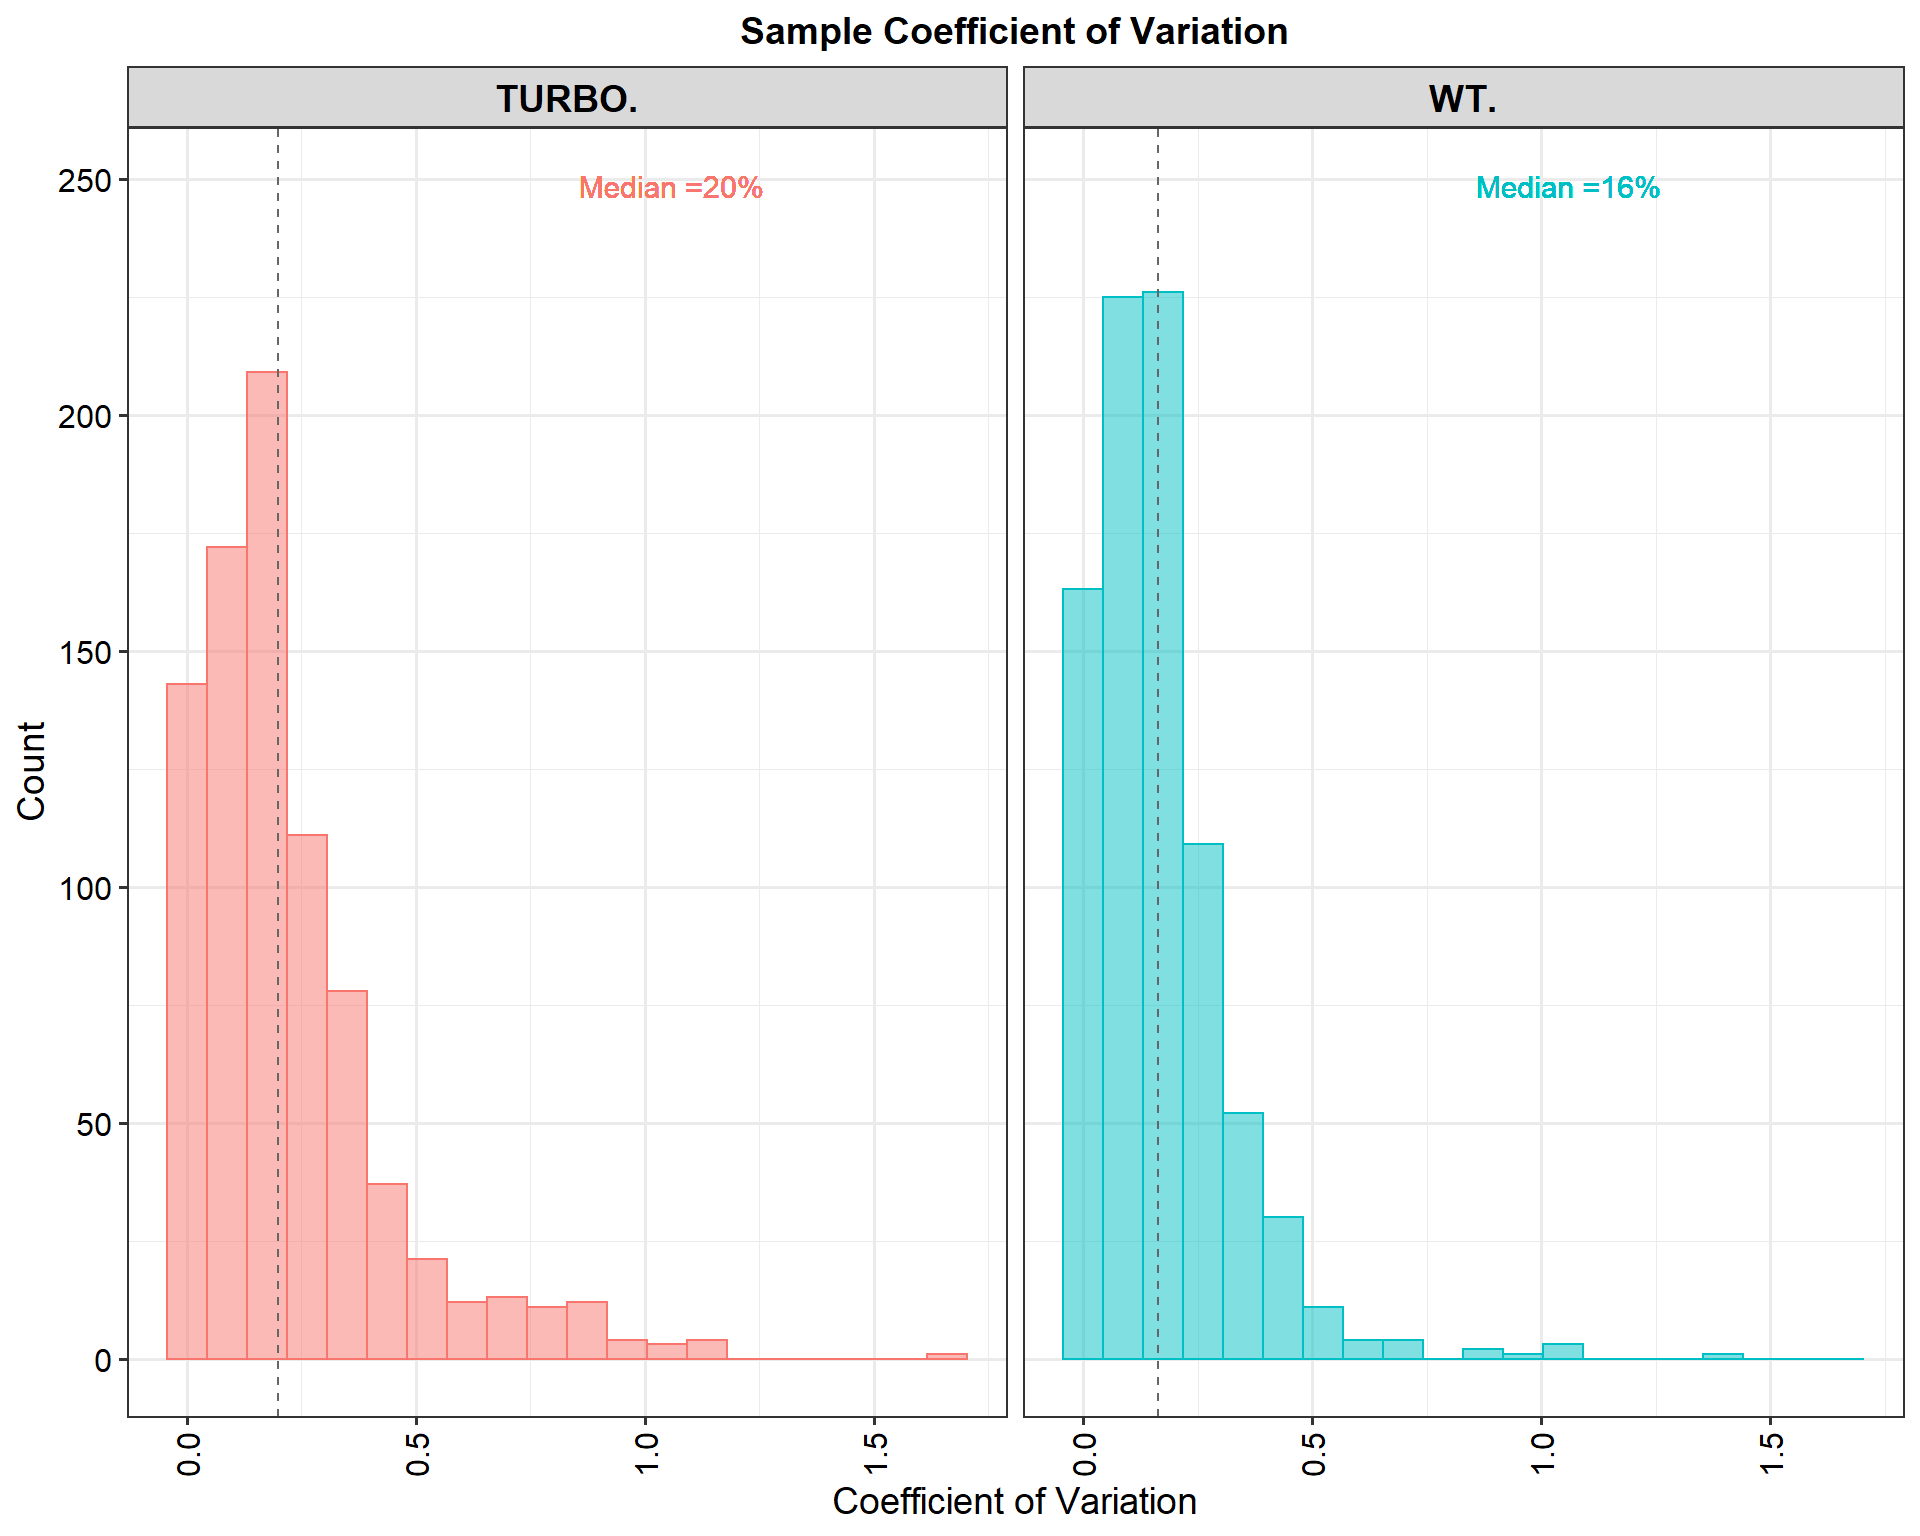 Sample Coefficient of Variation
TURBO.
WT.
Median =20%
Median =16%
250
200
150
100
50
0
Count
0.0
0.5
1.0
1.5
0.0
0.5
1.0
1.5
Coefficient of Variation